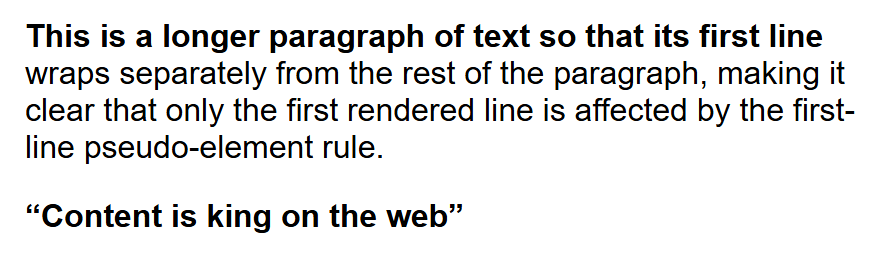 This is a longer paragraph of text so that its first line
wraps separately from the rest of the paragraph, making it
clear that only the first rendered line is affected by the first-
line pseudo-element rule.
“Content is king on the web”